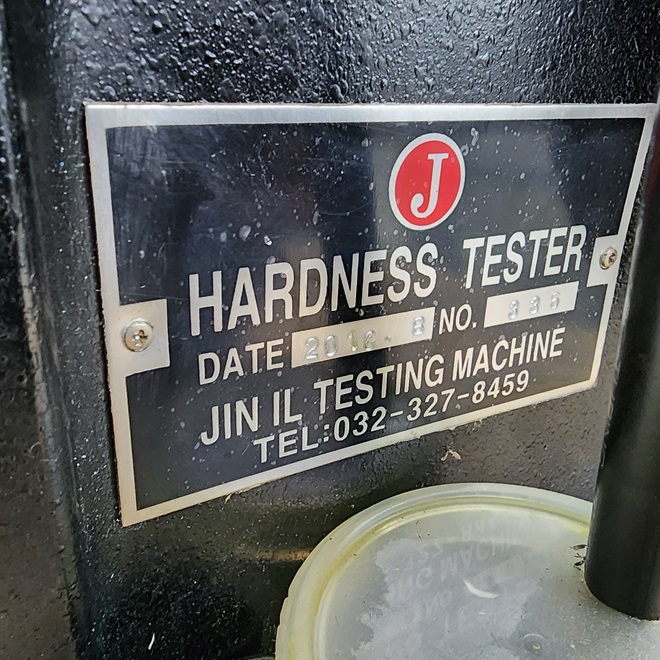 J
HARDNESS TESTER
DATE NO.
JIN IL TESTING MACHINE
TEL:032-327-8459